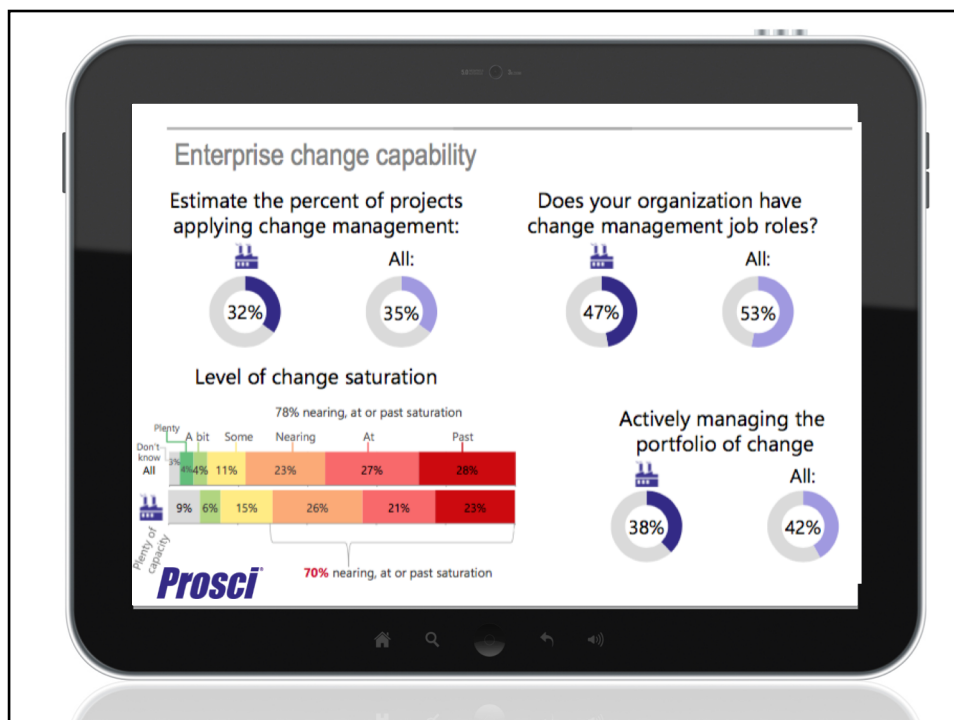 Enterprise change capability
Estimate the percent of projects
applying change management:
All:
32%
35%
Does your organization have
change management job roles?
All:
47%
53%
Level of change saturation
78% nearing, at or past saturation
Plenty
A bit
Some
Nearing
At
Past
Don't
know
All
3%
4%
4%
11%
23%
27%
28%
9%
6%
15%
26%
21%
23%
Plenty of
capacity
70% nearing, at or past saturation
Actively managing the
portfolio of change
All:
38%
42%
Prosci